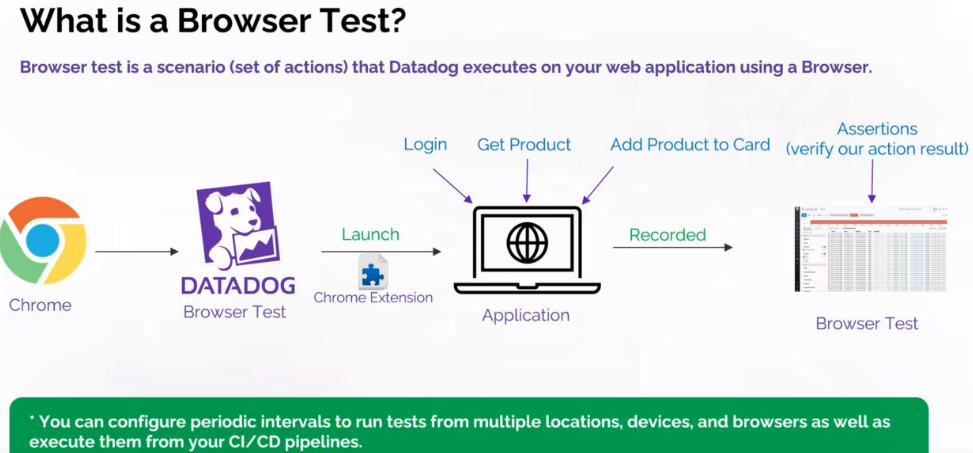 What is a Browser Test?
Browser test is a scenario (set of actions) that Datadog executes on your web application using a Browser.
Assertions
Login Get Product Add Product to Card (verify our action result)
Launch
Recorded
DATADOG
Chrome
Browser Test
Chrome Extension
Application
Browser Test
* You can configure periodic intervals to run tests from multiple locations, devices, and browsers as well as
execute them from your CI/CD pipelines.